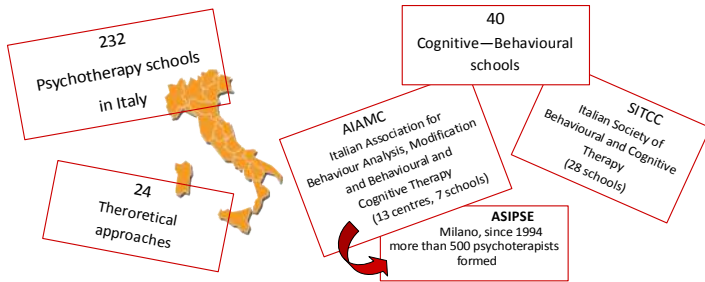 232
Psychotherapy schools
in Italy
24
Theroretical
approaches
40
Cognitive—Behavioural
schools
AIAMC
Italian Association for
Behaviour Analysis, Modification
and Behavioural and
Cognitive Therapy
(13 centres, 7 schools)
SITCC
Italian Society of
Behavioural and Cognitive
Therapy
(28 schools)
ASIPSE
Milano, since 1994
more than 500 psychoterapists
formed